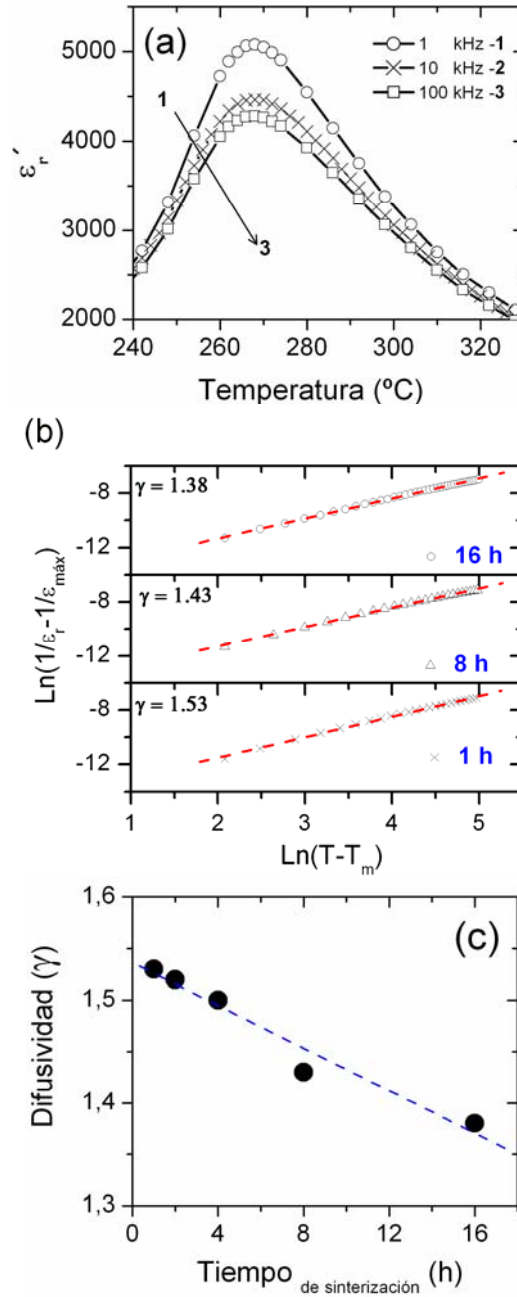 (a)
1 kHz -1
10 kHz -2
100 kHz -3
5000
4000
3000
2000
εr′
1
3
240 260 280 300 320
Temperatura (ºC)
(b)
γ = 1.38
-8
-12
16 h
γ = 1.43
-8
-12
8 h
γ = 1.53
-8
-12
1 h
Ln(1/εr-1/εmáx)
1 2 3 4 5
Ln(T-Tm)
(c)
1,6
1,5
1,4
1,3
Difusividad (γ)
0 4 8 12 16
Tiempo de sinterización (h)